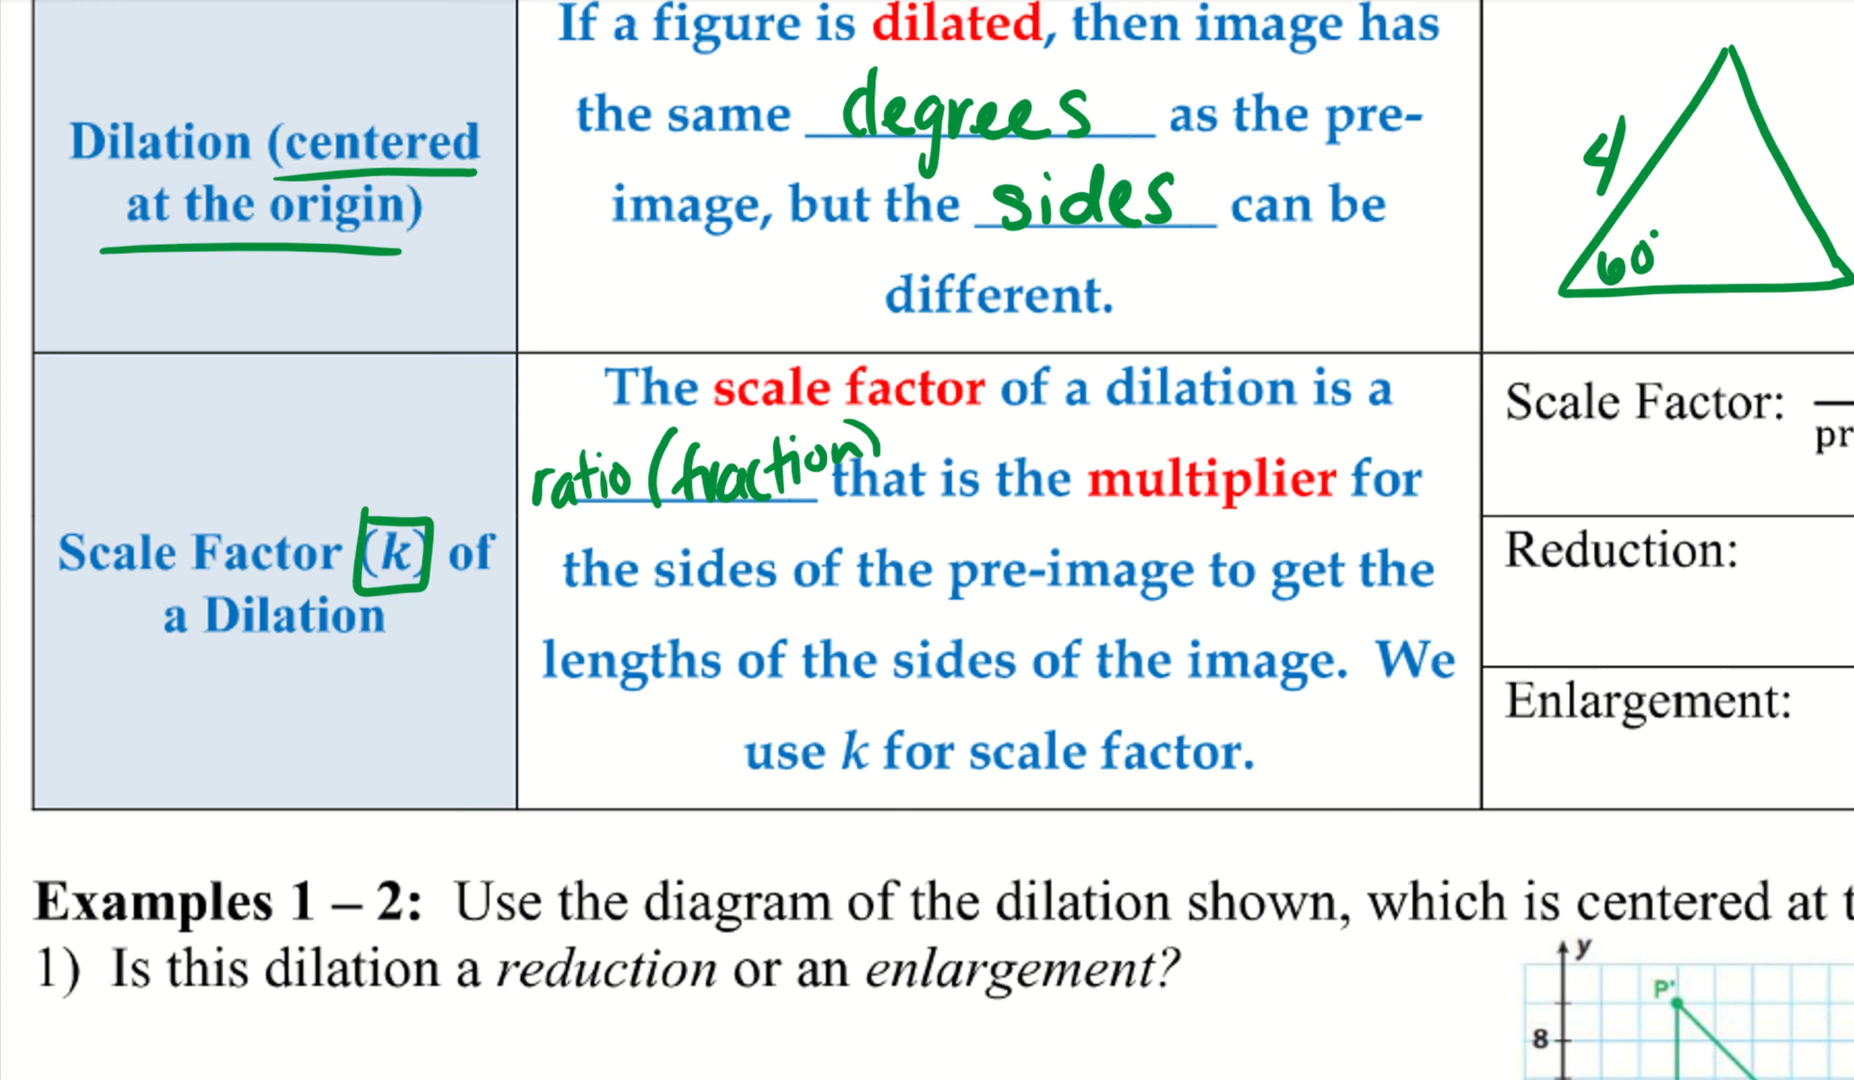 If a figure is dilated, then image has
the same degrees as the pre-
image, but the sides can be
different.
Dilation (centered
at the origin)
4
60°
The scale factor of a dilation is a
ratio (fraction) that is the multiplier for
the sides of the pre-image to get the
lengths of the sides of the image. We
use k for scale factor.
Scale Factor (k) of
a Dilation
Scale Factor:
pr
Reduction:
Enlargement:
Examples 1 – 2: Use the diagram of the dilation shown, which is centered at t
1) Is this dilation a reduction or an enlargement?
y
P'
8